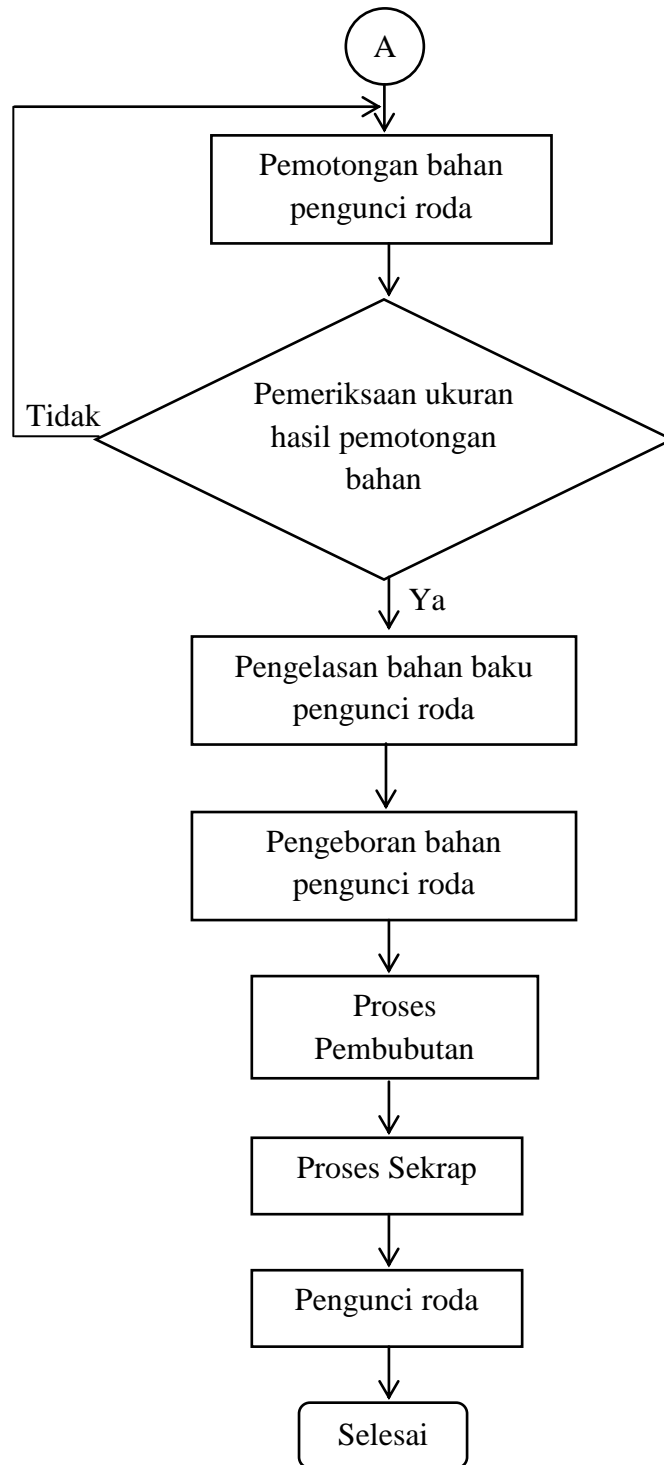 A
Pemotongan bahan
pengunci roda
Pemeriksaan ukuran
hasil pemotongan
bahan
Tidak
Ya
Pengelasan bahan baku
pengunci roda
Pengeboran bahan
pengunci roda
Proses
Pembubutan
Proses Sekrap
Pengunci roda
Selesai